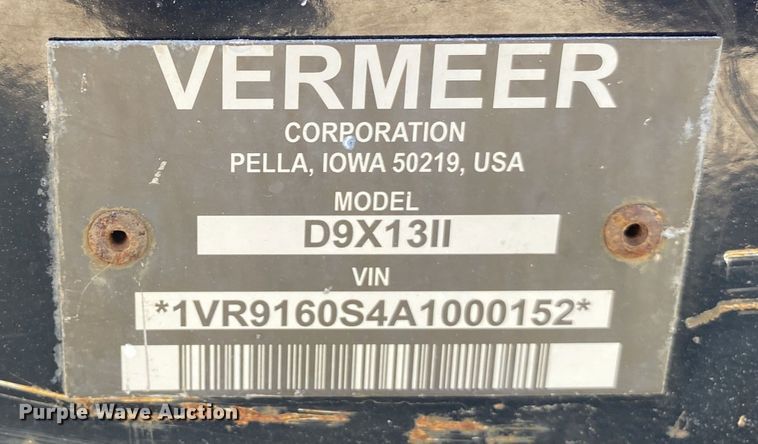 VERMEER
CORPORATION
PELLA, IOWA 50219, USA
MODEL
D9X13II
VIN
*1VR9160S4A1000152*
Purple Wave Auction